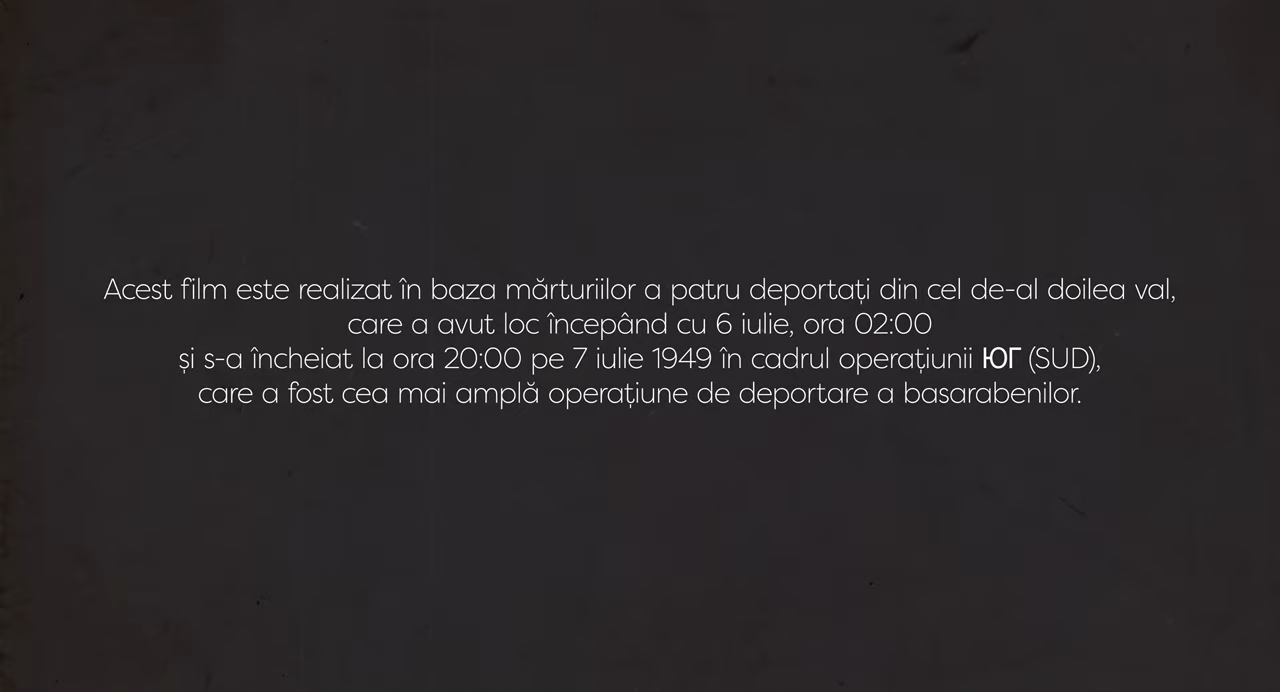 Acest film este realizat în baza mărturiilor a patru deportați din cel de-al doilea val,
care a avut loc începând cu 6 iulie, ora 02:00
și s-a încheiat la ora 20:00 pe 7 iulie 1949 în cadrul operațiunii ЮГ (SUD),
care a fost cea mai amplă operațiune de deportare a basarabenilor.